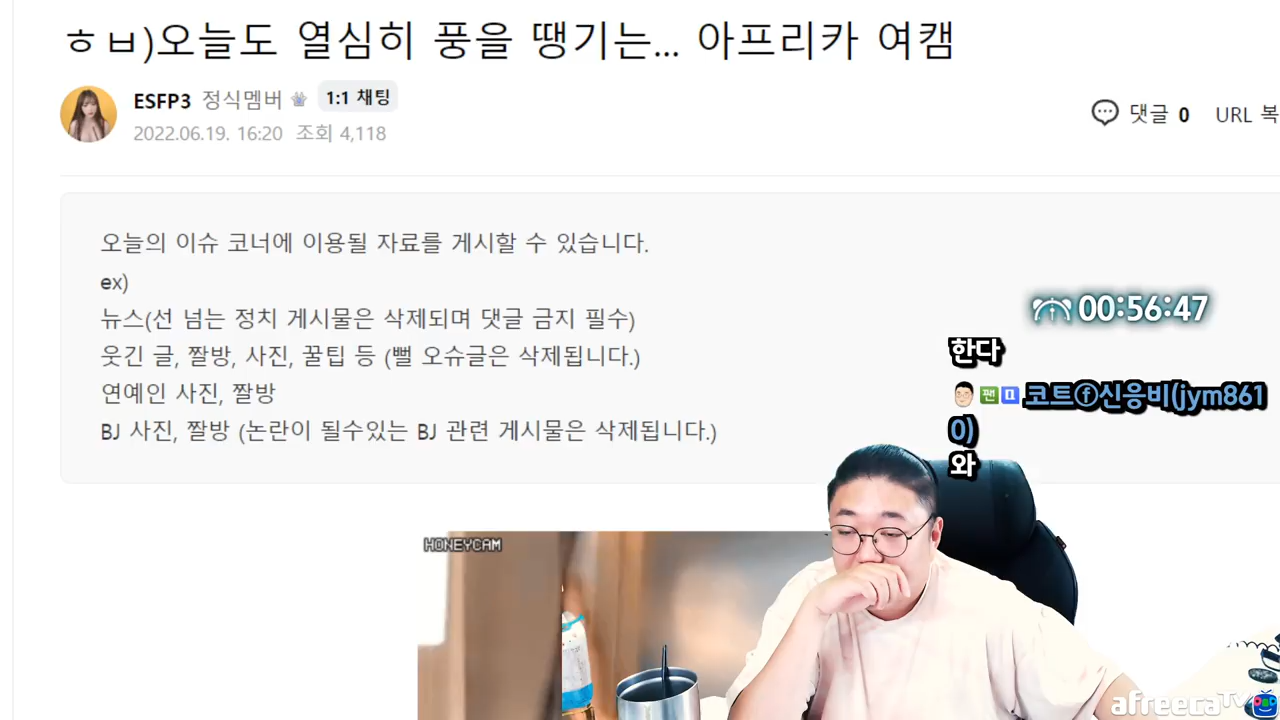 ㅎㅂ)오늘도 열심히 풍을 땡기는... 아프리카 여캠
ESFP3 정식멤버 1:1 채팅
2022.06.19. 16:20 조회 4,118
댓글 0 URL 복
오늘의 이슈 코너에 이용될 자료를 게시할 수 있습니다.
ex)
뉴스(선 넘는 정치 게시물은 삭제되며 댓글 금지 필수)
웃긴 글, 짤방, 사진, 꿀팁 등 (뻘 오슈글은 삭제됩니다.)
연예인 사진, 짤방
BJ 사진, 짤방 (논란이 될수있는 BJ 관련 게시물은 삭제됩니다.)
00:56:47
한다
팬 코트ⓕ신응비(jym861
0)
와
HONEYCAM
afreecaTV